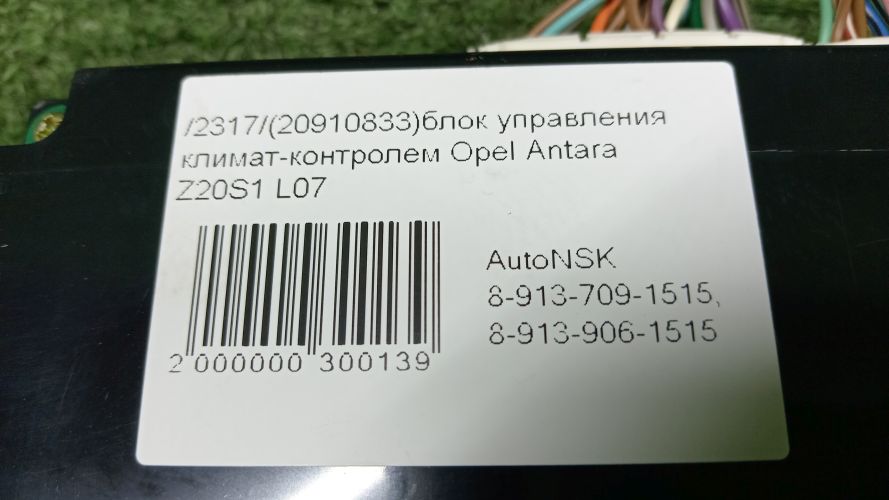 /2317/(20910833)блок управления
климат-контролем Opel Antara
Z20S1 L07
AutoNSK
8-913-709-1515,
8-913-906-1515
2 000000 300139